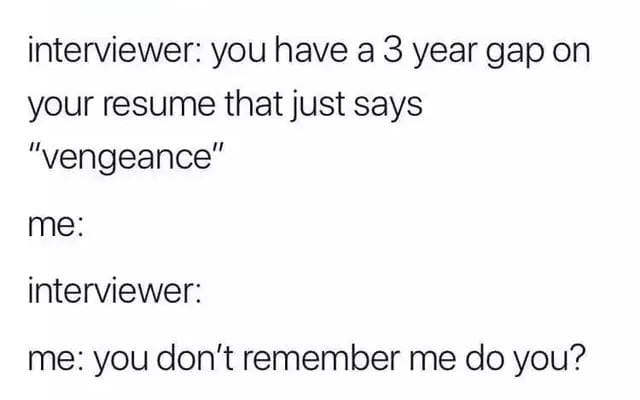 interviewer: you have a 3 year gap on
your resume that just says
"vengeance"
me:
interviewer:
me: you don't remember me do you?